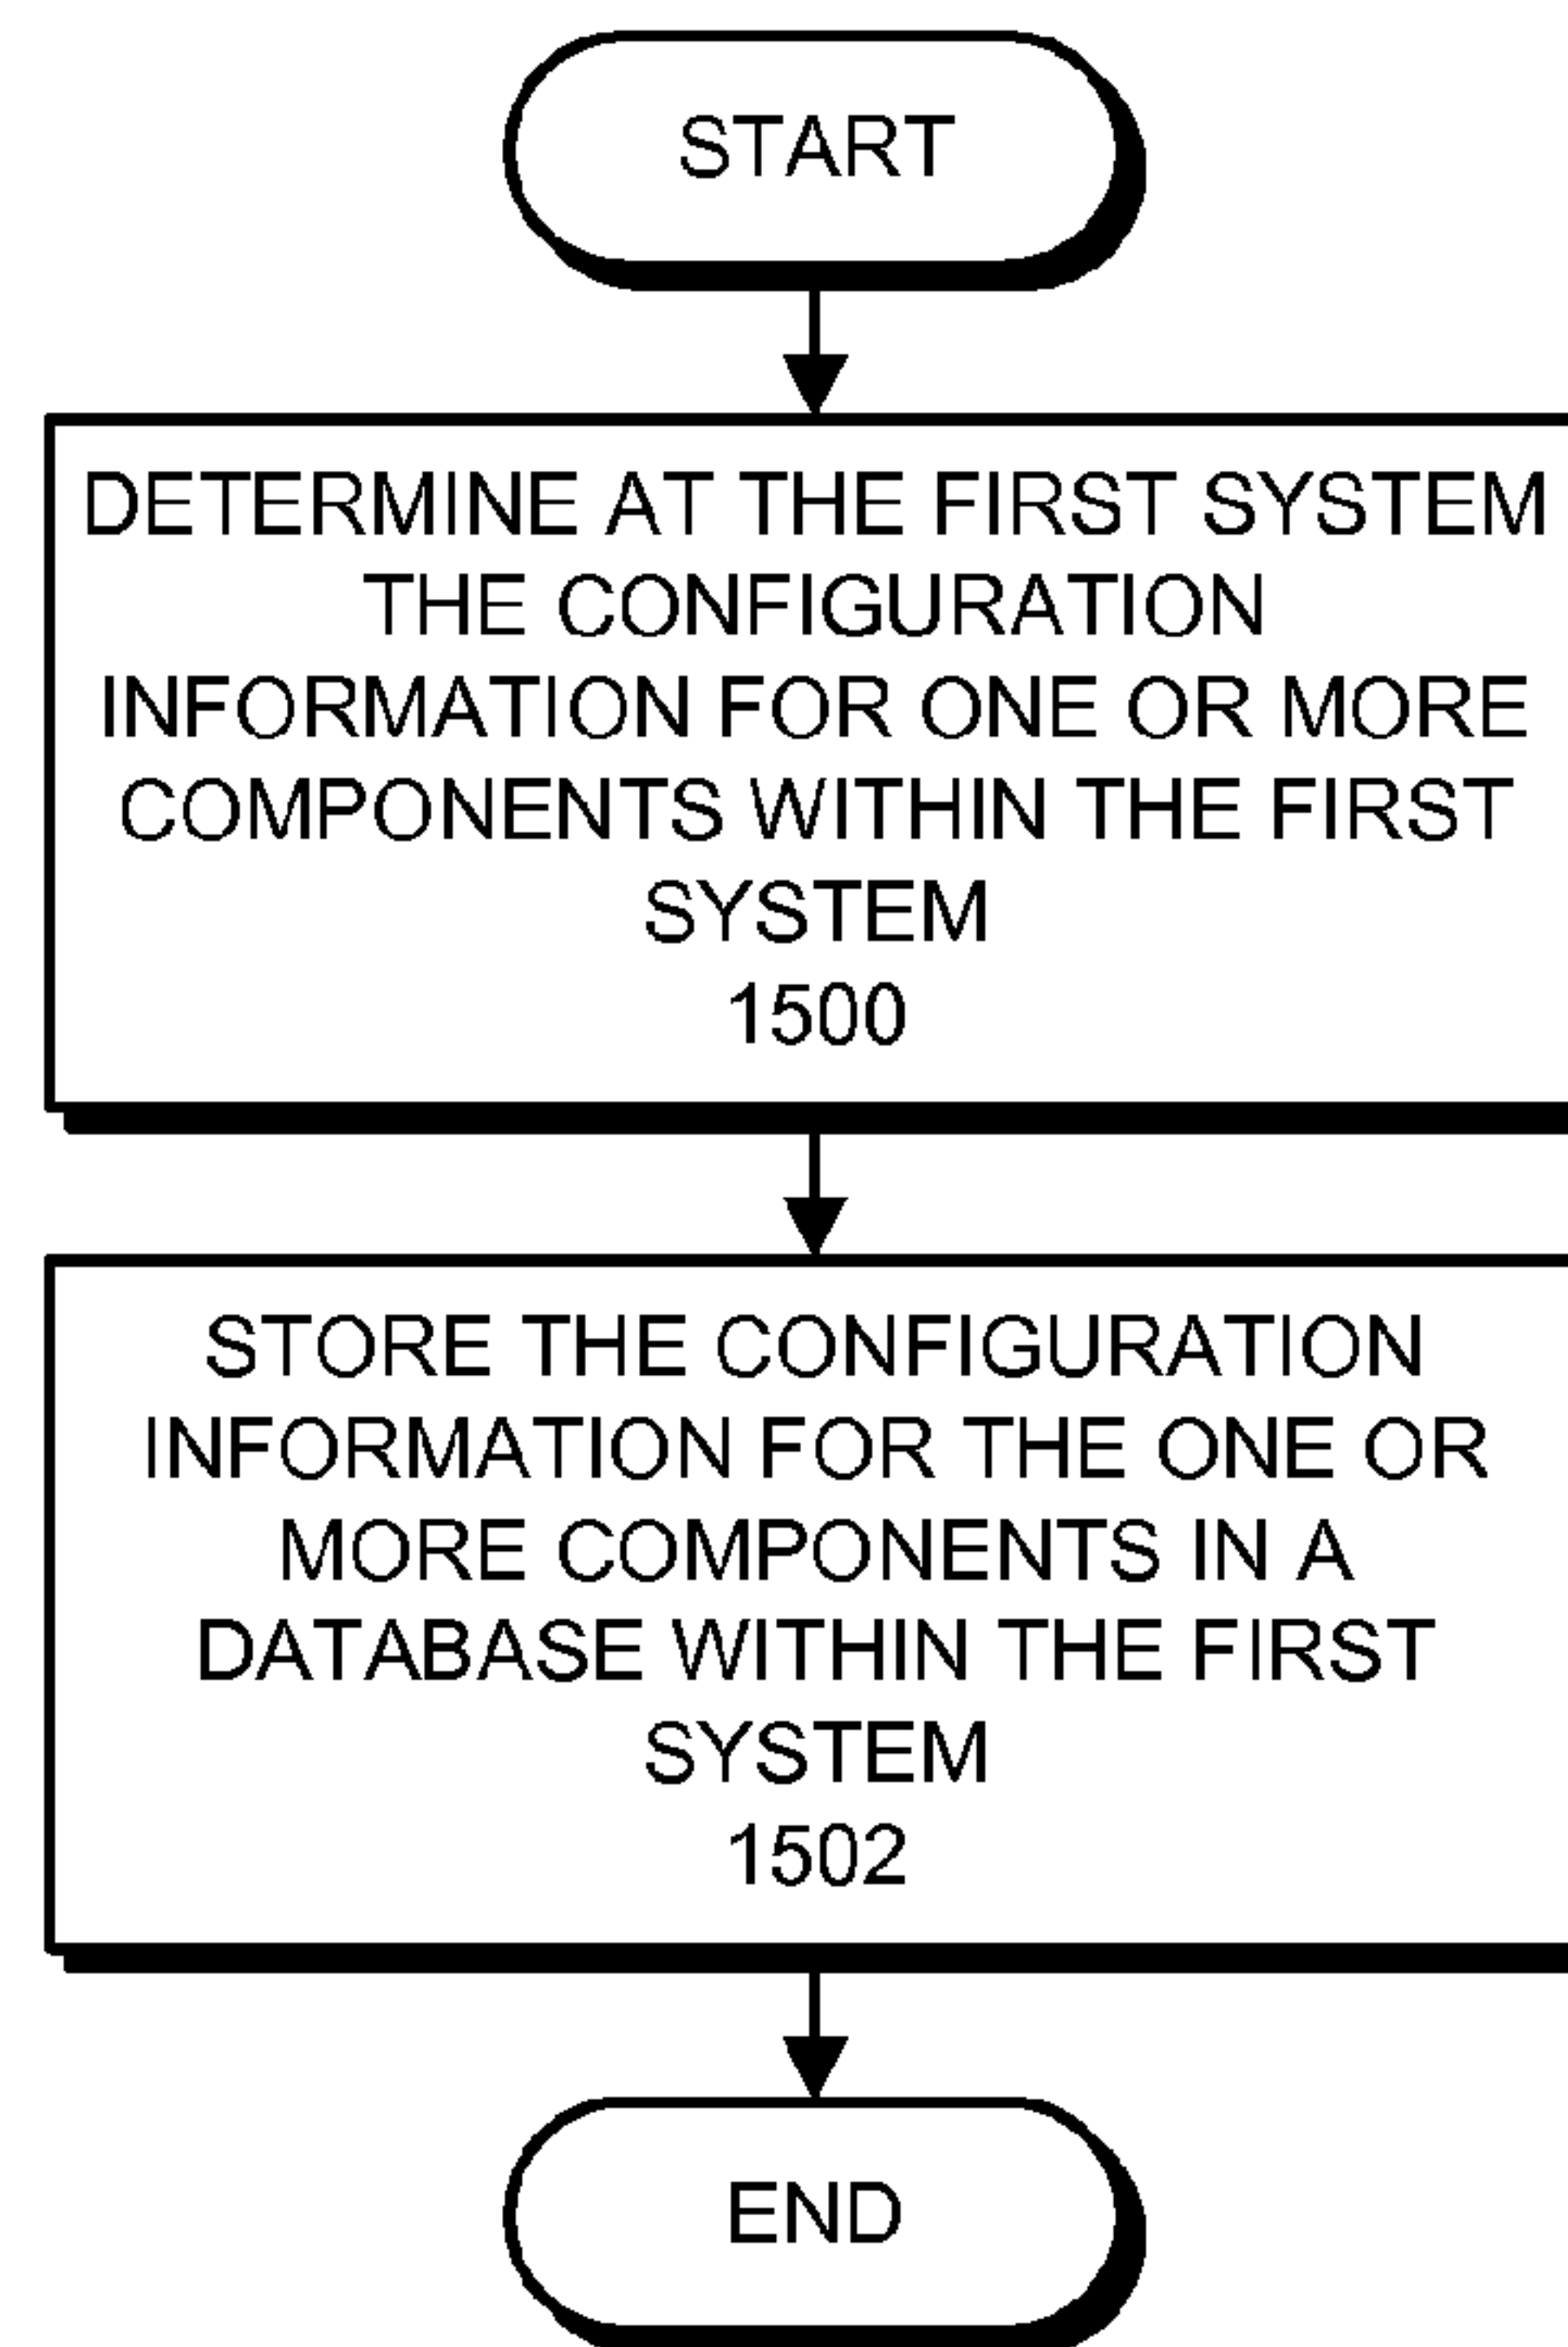 START
DETERMINE AT THE FIRST SYSTEM
THE CONFIGURATION
INFORMATION FOR ONE OR MORE
COMPONENTS WITHIN THE FIRST
SYSTEM
1500
STORE THE CONFIGURATION
INFORMATION FOR THE ONE OR
MORE COMPONENTS IN A
DATABASE WITHIN THE FIRST
SYSTEM
1502
END